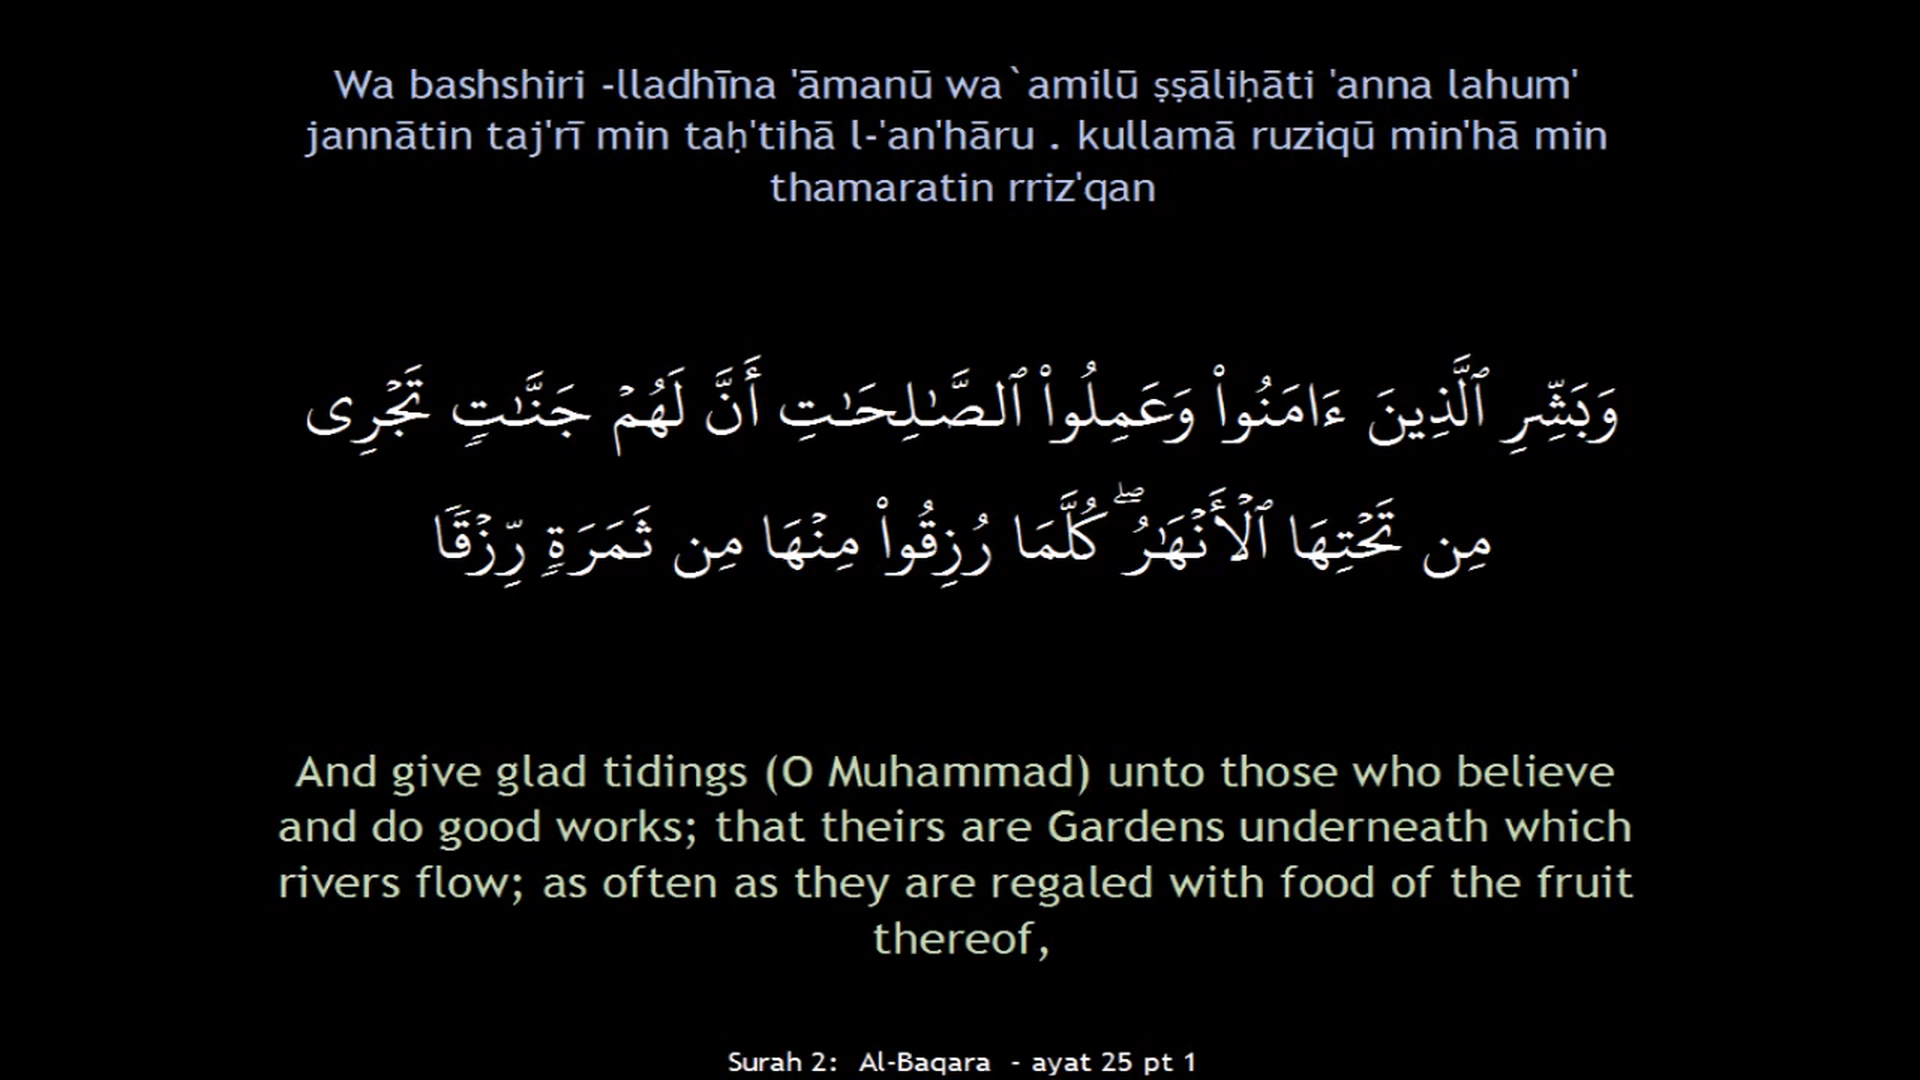 Wa bashshiri -lladhīna 'āmanū wa`amilū ṣṣāliḥāti 'anna lahum'
jannātin taj'rī min taḥ'tihā l-'an'hāru . kullamā ruziqū min'hā min
thamaratin rriz'qan
وَبَشِّرِ ٱلَّذِينَ ءَامَنُوا۟ وَعَمِلُوا۟ ٱلصَّـٰلِحَـٰتِ أَنَّ لَهُمْ جَنَّـٰتٍ تَجْرِى
مِن تَحْتِهَا ٱلْأَنْهَـٰرُ ۖ كُلَّمَا رُزِقُوا۟ مِنْهَا مِن ثَمَرَةٍ رِّزْقًا
And give glad tidings (O Muhammad) unto those who believe
and do good works; that theirs are Gardens underneath which
rivers flow; as often as they are regaled with food of the fruit
thereof,
Surah 2: Al-Baqara - ayat 25 pt 1